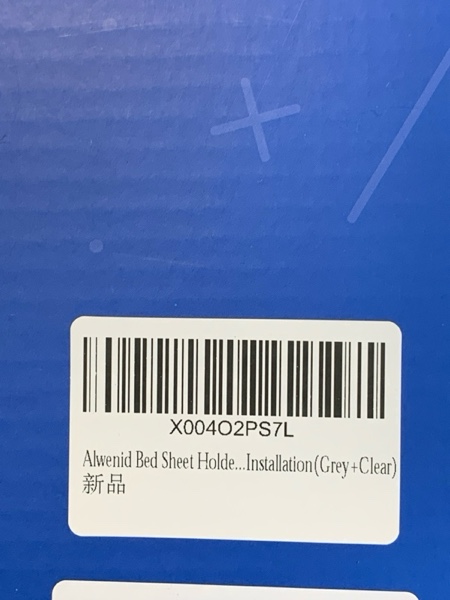 X004O2PS7L
Alwenid Bed Sheet Holde...Installation(Grey+Clear)
新品